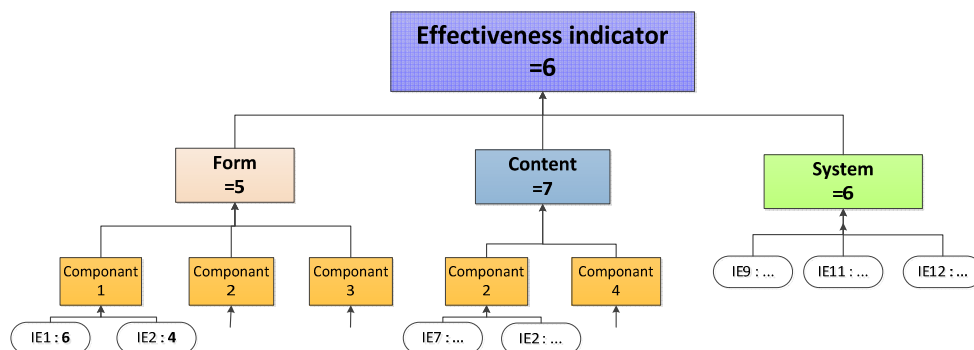 Effectiveness indicator
=6
Form
=5
Content
=7
System
=6
Componant
1
Componant
2
Componant
3
Componant
2
Componant
4
IE9 : ...
IE11 : ...
IE12 : ...
IE1 : 6
IE2 : 4
IE7 : ...
IE2 : ...